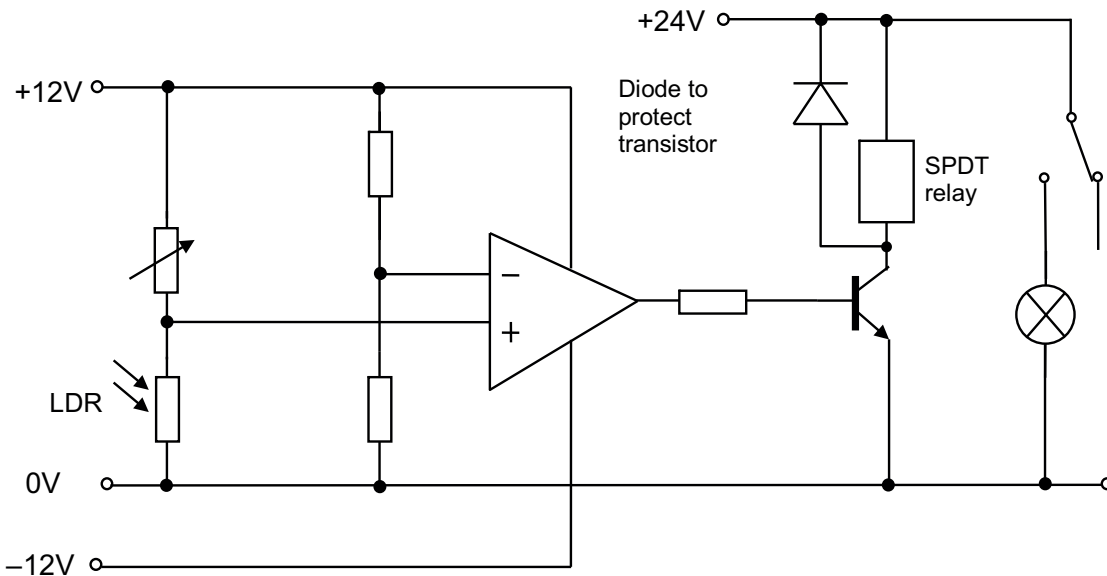 +24V
+12V
Diode to
protect
transistor
SPDT
relay
−
+
LDR
0V
–12V